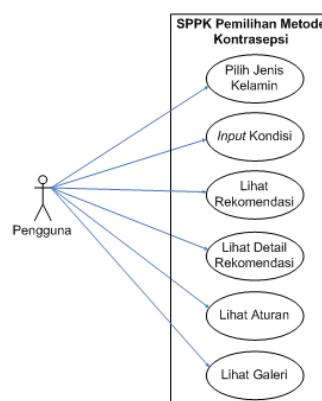 SPPK Pemilihan Metode
Kontrasepsi
Pilih Jenis
Kelamin
Input Kondisi
Lihat
Rekomendasi
Pengguna
Lihat Detail
Rekomendasi
Lihat Aturan
Lihat Galeri